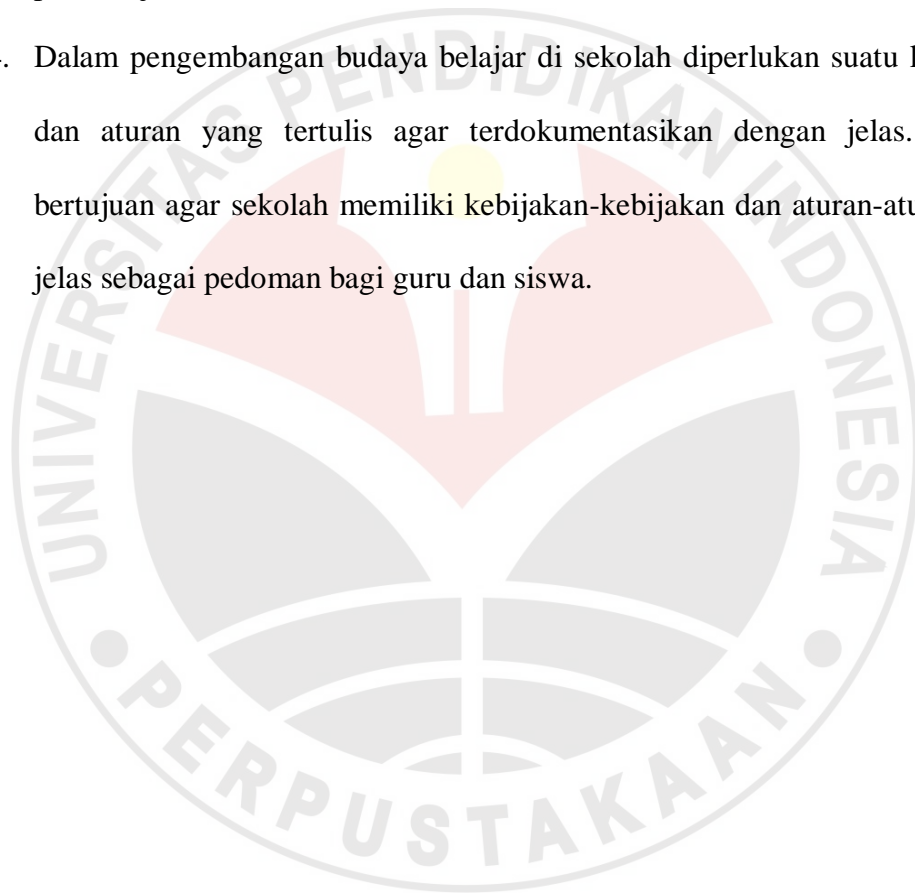 Dalam pengembangan budaya belajar di sekolah diperlukan suatu
dan aturan yang tertulis agar terdokumentasikan dengan jelas.
bertujuan agar sekolah memiliki kebijakan-kebijakan dan
jelas sebagai pedoman bagi guru dan siswa.
UNIVERSITAS PENDIDIKAN INDONESIA
PERPUSTAKAAN